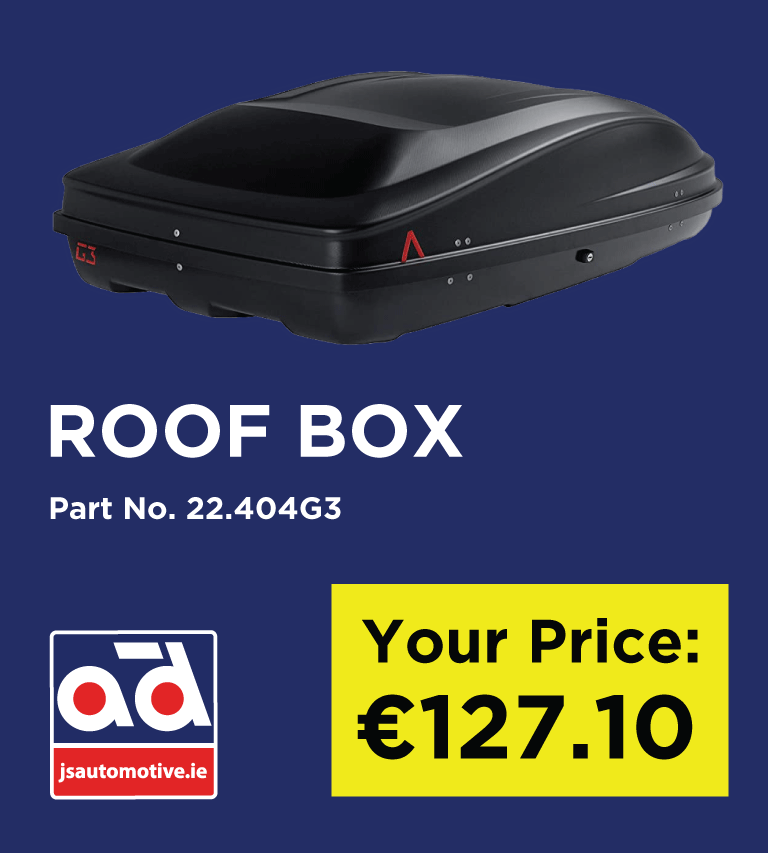 G3
ROOF BOX
Part No. 22.404G3
Your Price:
€127.10
ad
jsautomotive.ie